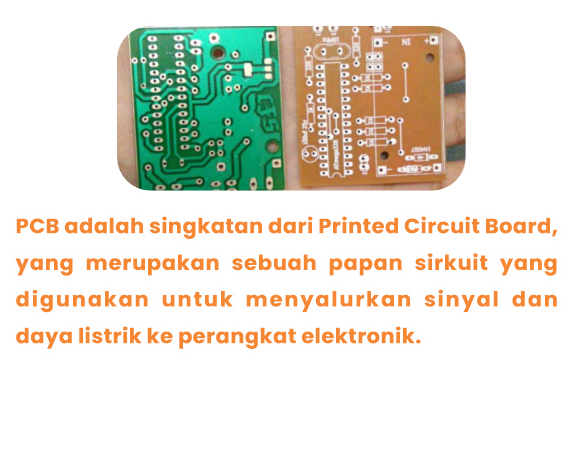 IN
PCB adalah singkatan dari Printed Circuit Board,
yang merupakan sebuah papan sirkuit yang
digunakan untuk menyalurkan sinyal dan
daya listrik ke perangkat elektronik.